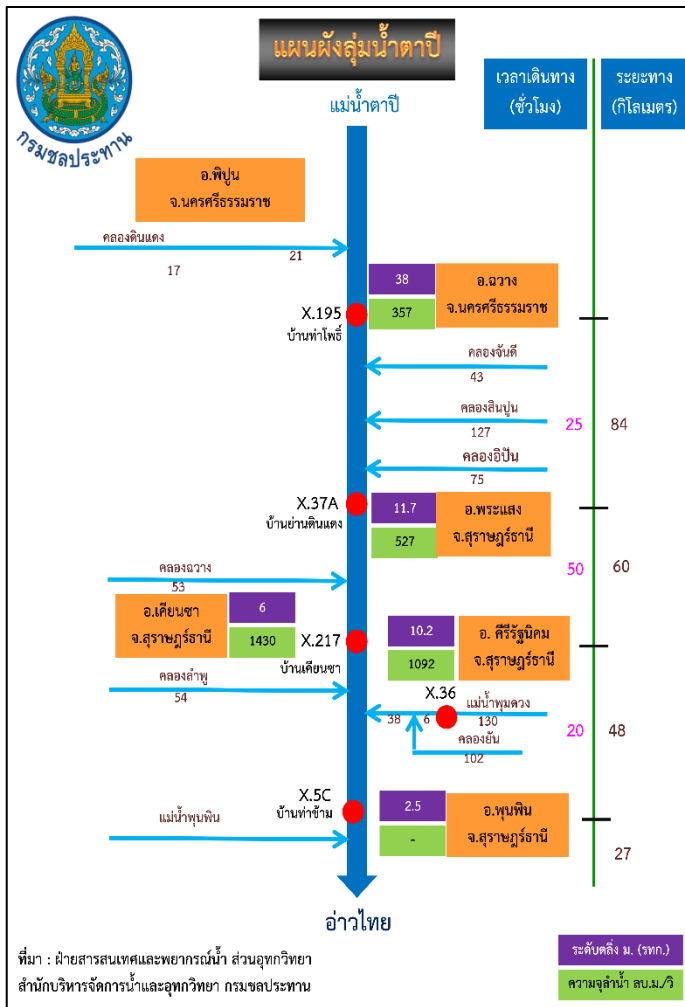 แผนผังลุ่มน้ำตาปี
กรมชลประทาน
แม่น้ำตาปี
เวลาเดินทาง
(ชั่วโมง)
ระยะทาง
(กิโลเมตร)
อ.พิปูน
จ.นครศรีธรรมราช
คลองดินแดง
21
17
38
357
อ.ฉวาง
จ.นครศรีธรรมราช
X.195
บ้านท่าโพธิ์
คลองจันดี
43
คลองสินปูน
127
25
84
คลองอิปัน
75
X.37A
บ้านย่านดินแดง
11.7
527
อ.พระแสง
จ.สุราษฎร์ธานี
คลองฉวาง
53
50
60
อ.เคียนซา
จ.สุราษฎร์ธานี
6
1430
X.217
บ้านเคียนซา
10.2
1092
อ. คีรีรัฐนิคม
จ.สุราษฎร์ธานี
คลองลำพู
54
X.36
แม่น้ำพุมดวง
38 6 130
คลองยัน
102
20
48
X.5C
บ้านท่าข้าม
2.5
-
อ.พุนพิน
จ.สุราษฎร์ธานี
แม่น้ำพุนพิน
27
อ่าวไทย
ที่มา : ฝ่ายสารสนเทศและพยากรณ์น้ำ ส่วนอุทกวิทยา
สำนักบริหารจัดการน้ำและอุทกวิทยา กรมชลประทาน
ระดับตลิ่ง ม. (รทก.)
ความจุลำน้ำ ลบ.ม./วิ